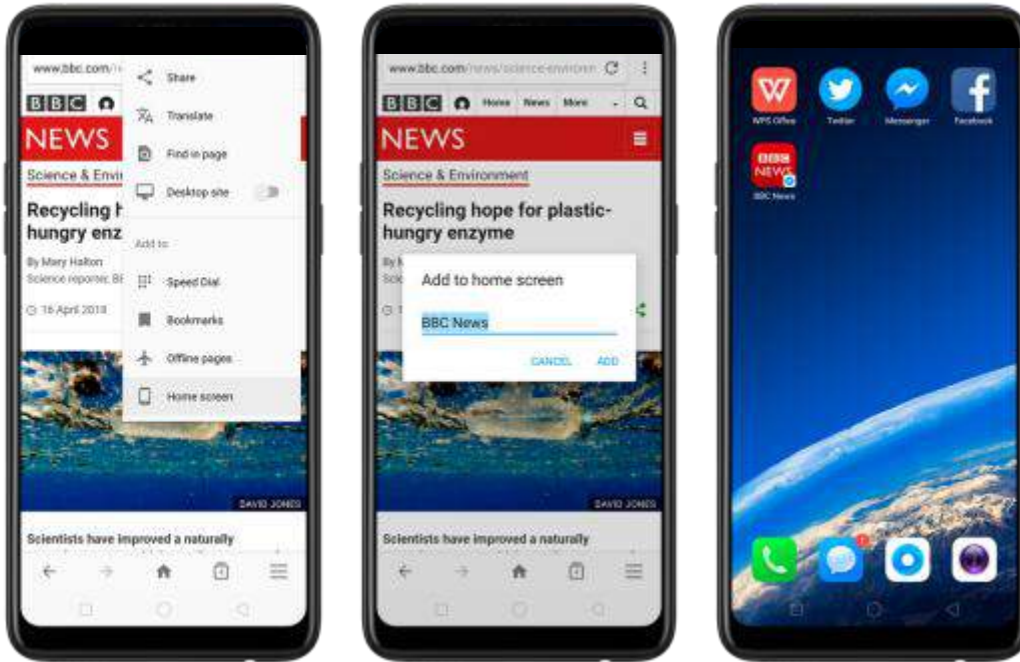 www.bbc.com/
Share
BBC
Translate
NEWS
Find in page
Science & Envir
Desktop site
Recycling h
hungry enz
Add to
By Mary Halton
Science reporter, BB
Speed Dial
16 April 2018
Bookmarks
Offline pages
Home screen
DAVID JONES
Scientists have improved a naturally
www.bbc.com/news/science-environm
BBC Home News More
NEWS
Science & Environment
Recycling hope for plastic-
hungry enzyme
By M
Scie
Add to home screen
BBC News
CANCEL ADD
DAVID JONES
Scientists have improved a naturally
WPS Office Twitter Messenger Facebook
BBC
NEWS
BBC News